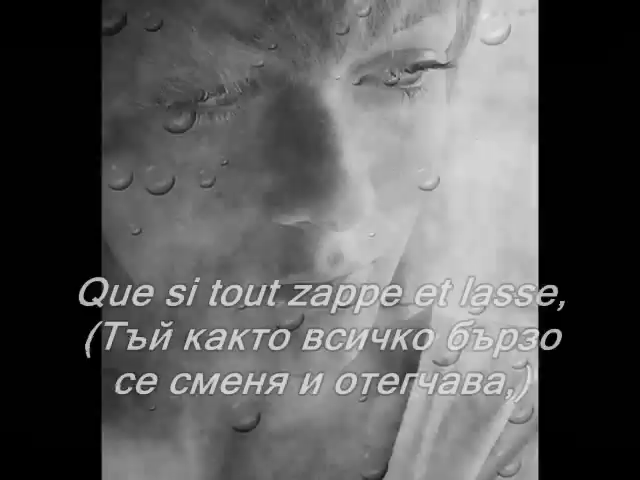 Que si tout zappe et lasse,
(Тъй както всичко бързо
се сменя и отегчава,)